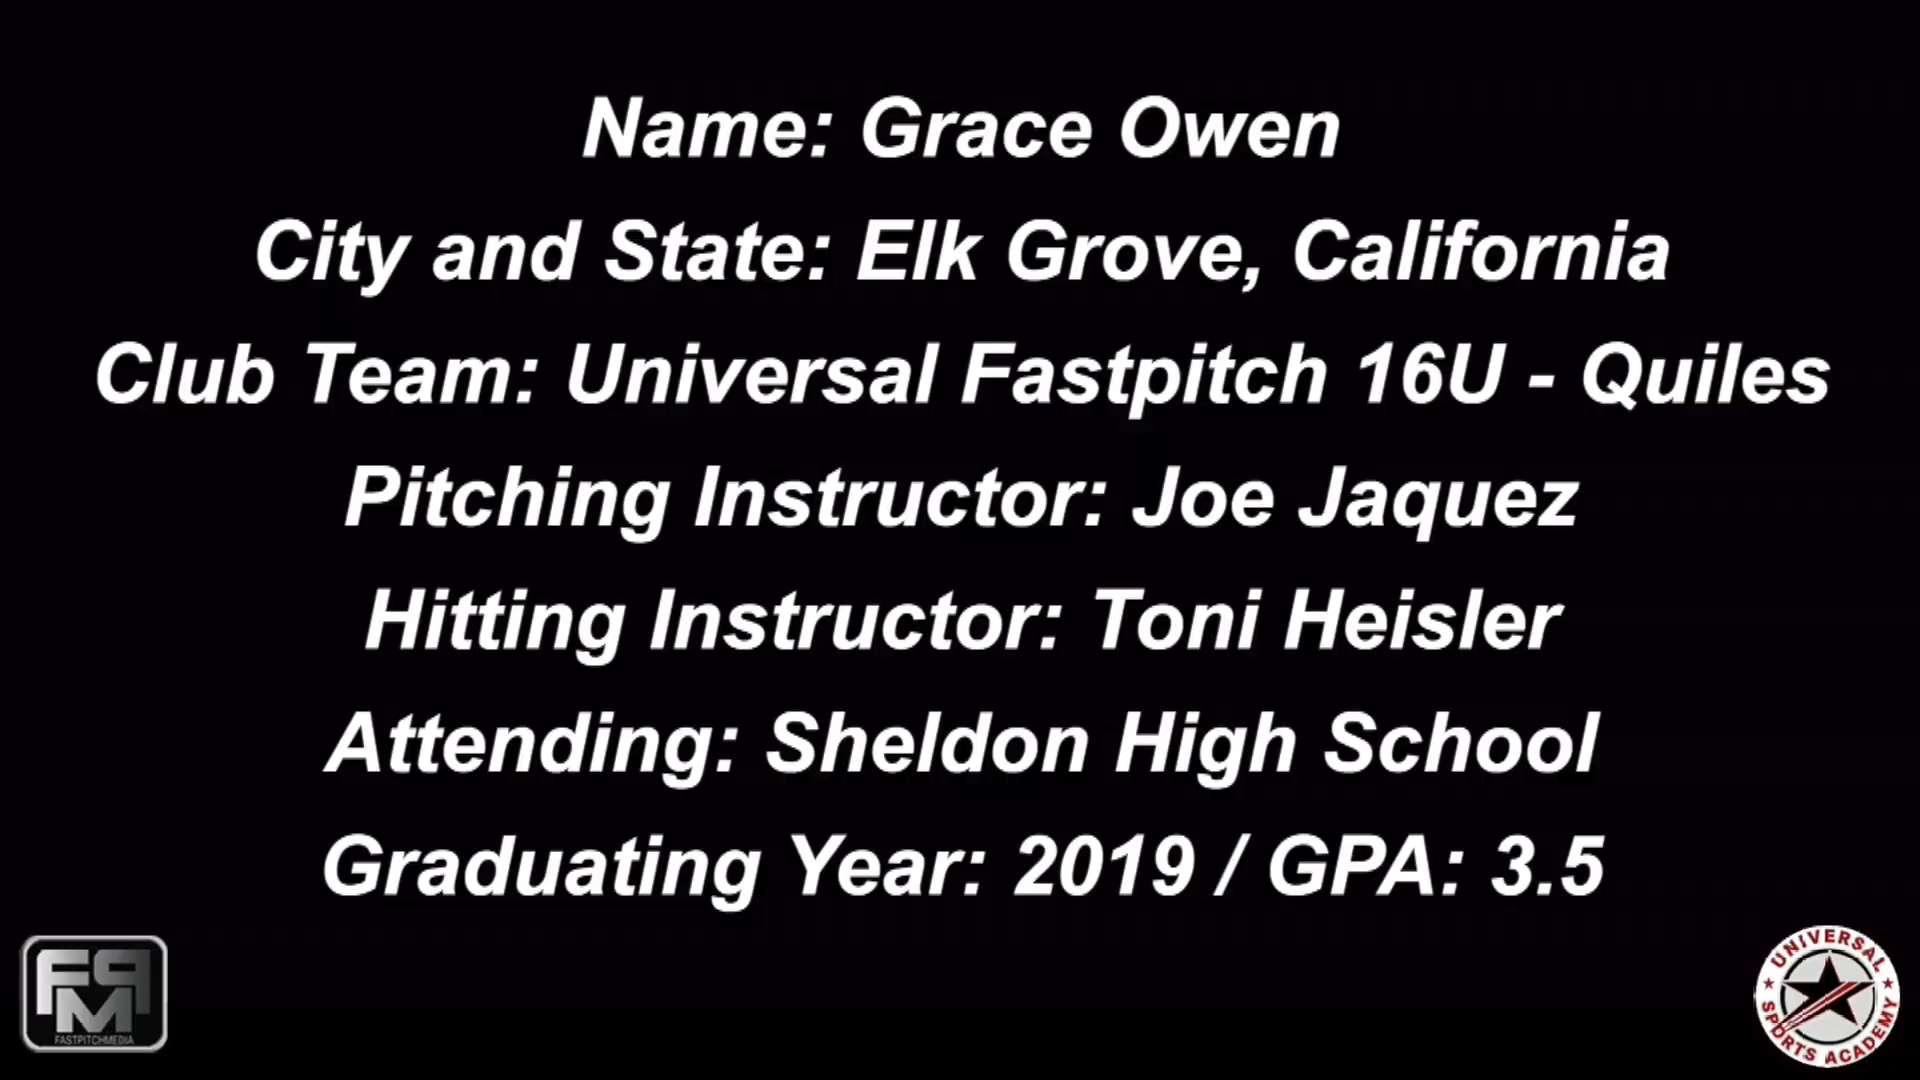 Name: Grace Owen
City and State: Elk Grove, California
Club Team: Universal Fastpitch 16U - Quiles
Pitching Instructor: Joe Jaquez
Hitting Instructor: Toni Heisler
Attending: Sheldon High School
Graduating Year: 2019 / GPA: 3.5
FPM
FASTPITCHMEDIA
UNIVERSAL
SPORTS ACADEMY